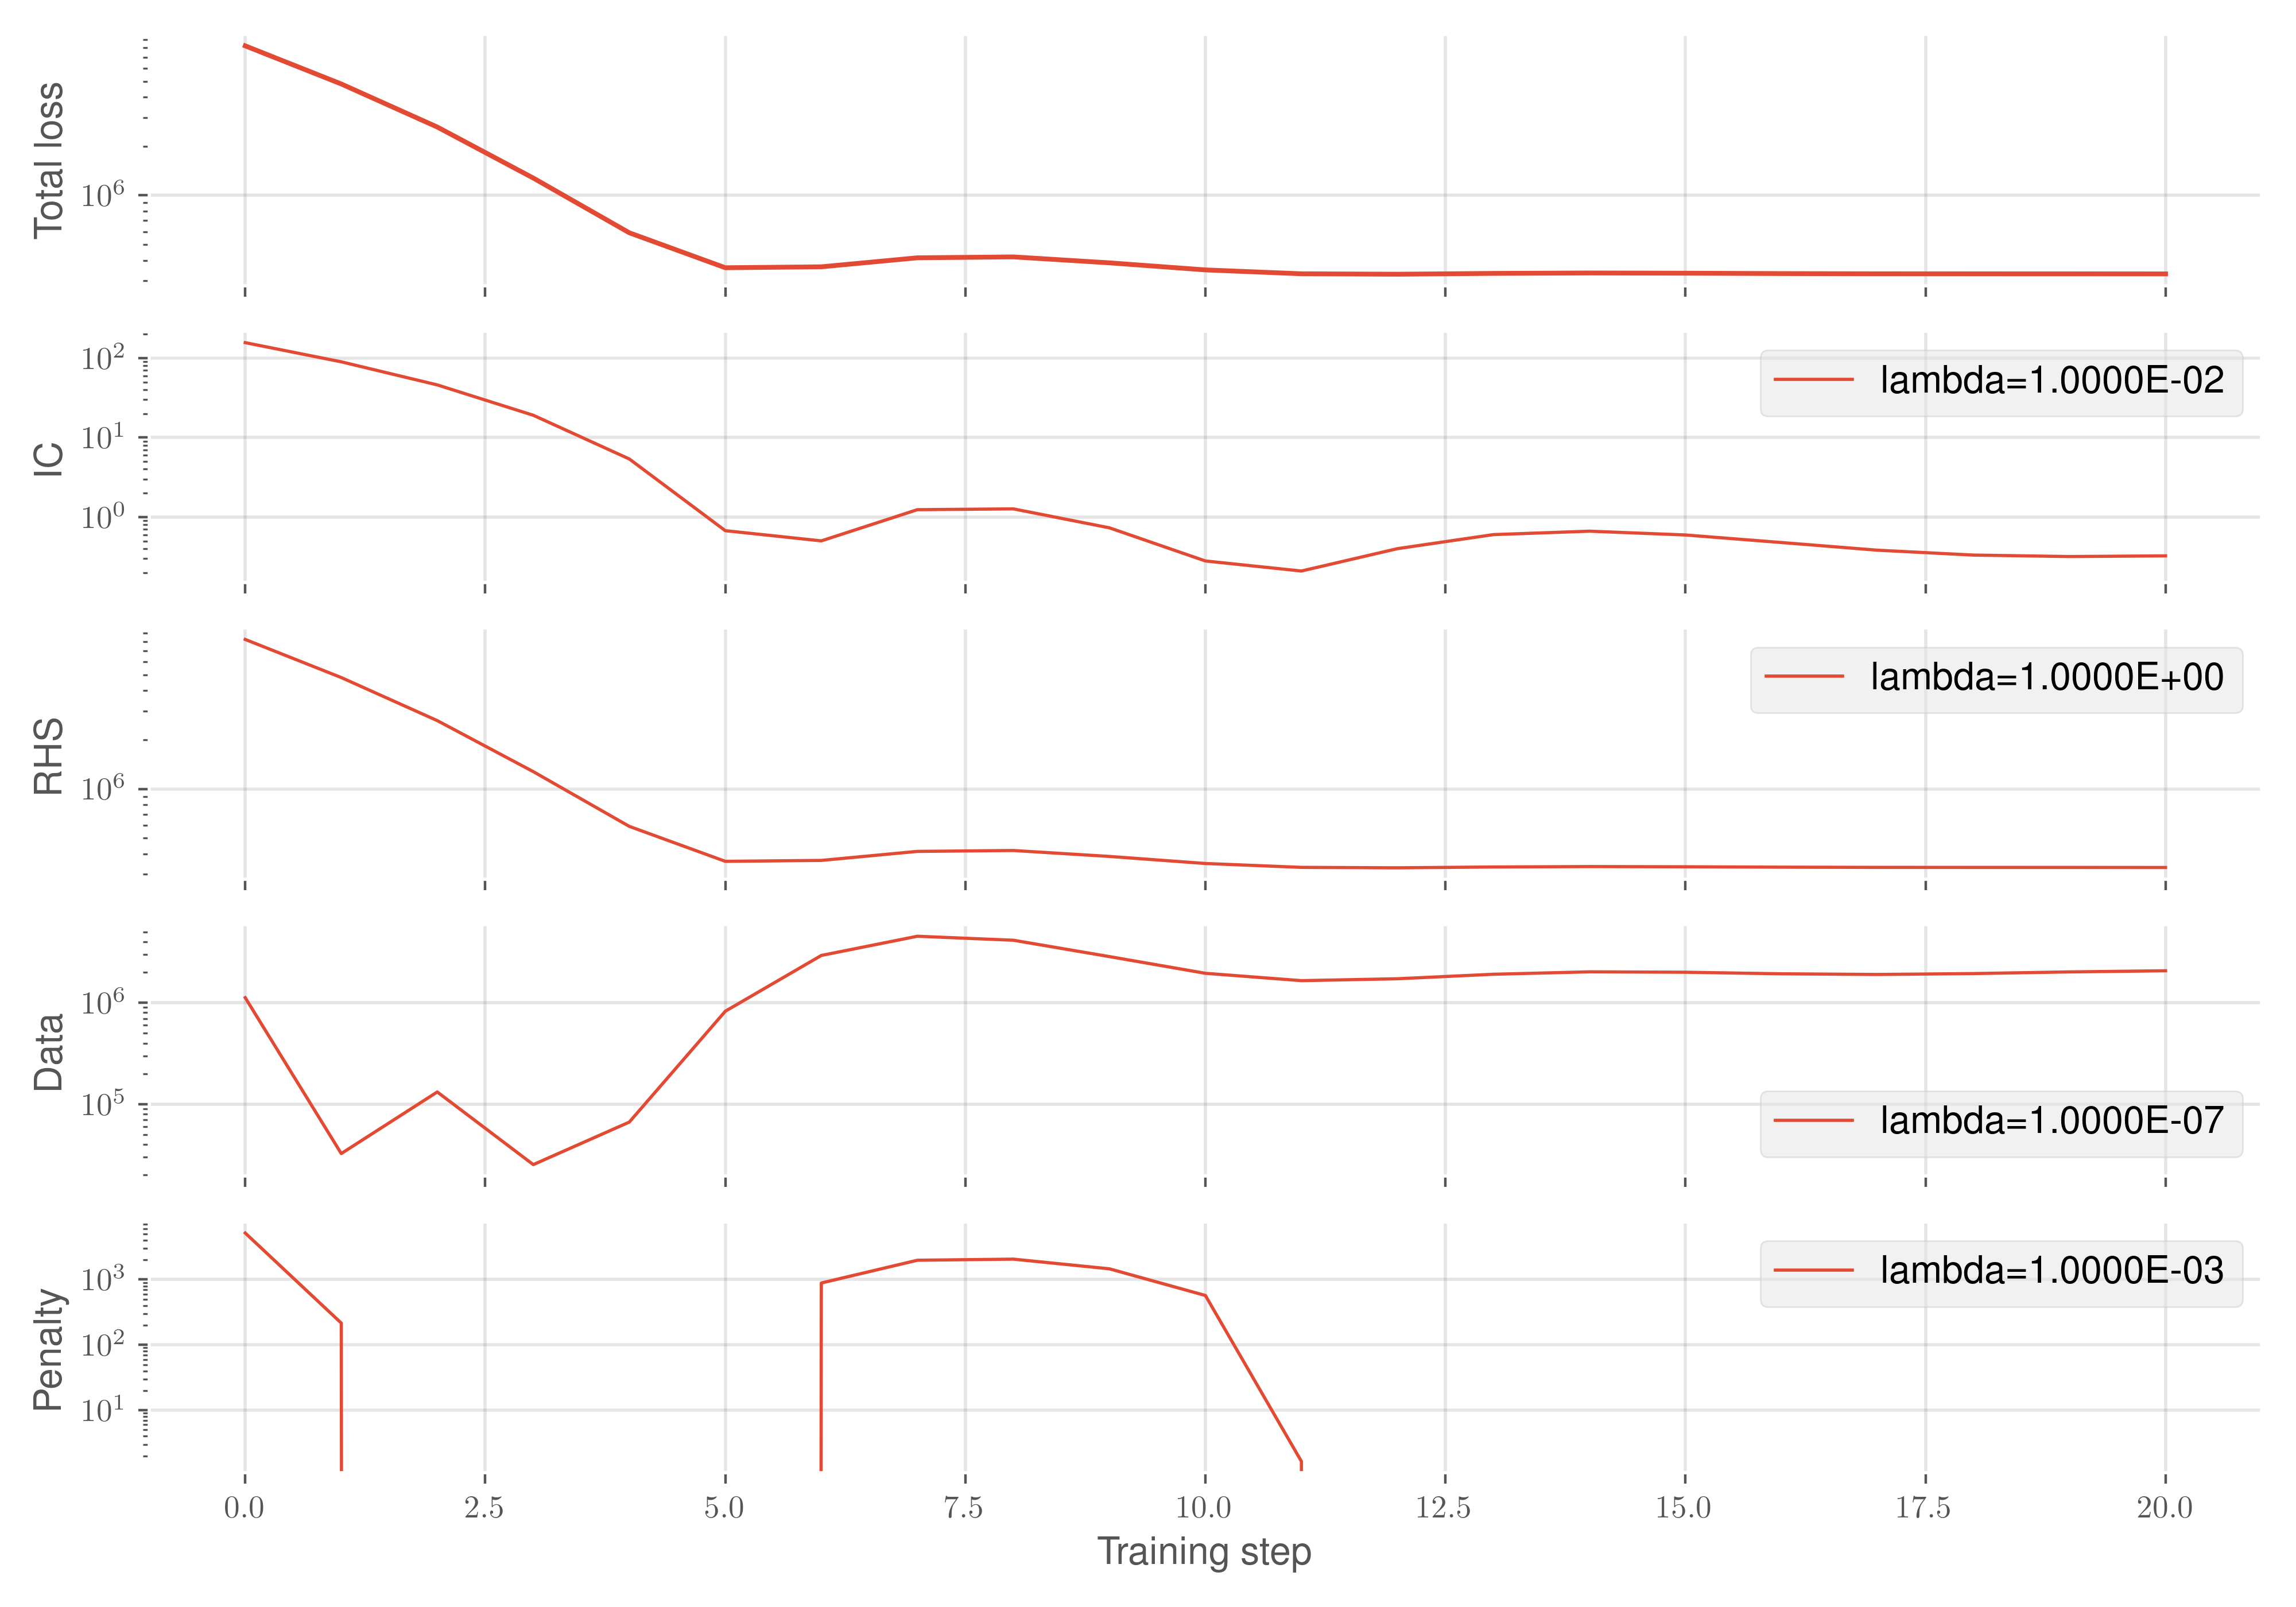 Total loss
10^6
IC
10^2
10^1
10^0
lambda=1.0000E-02
RHS
10^6
lambda=1.0000E+00
Data
10^6
10^5
lambda=1.0000E-07
Penalty
10^3
10^2
10^1
lambda=1.0000E-03
0.0 2.5 5.0 7.5 10.0 12.5 15.0 17.5 20.0
Training step